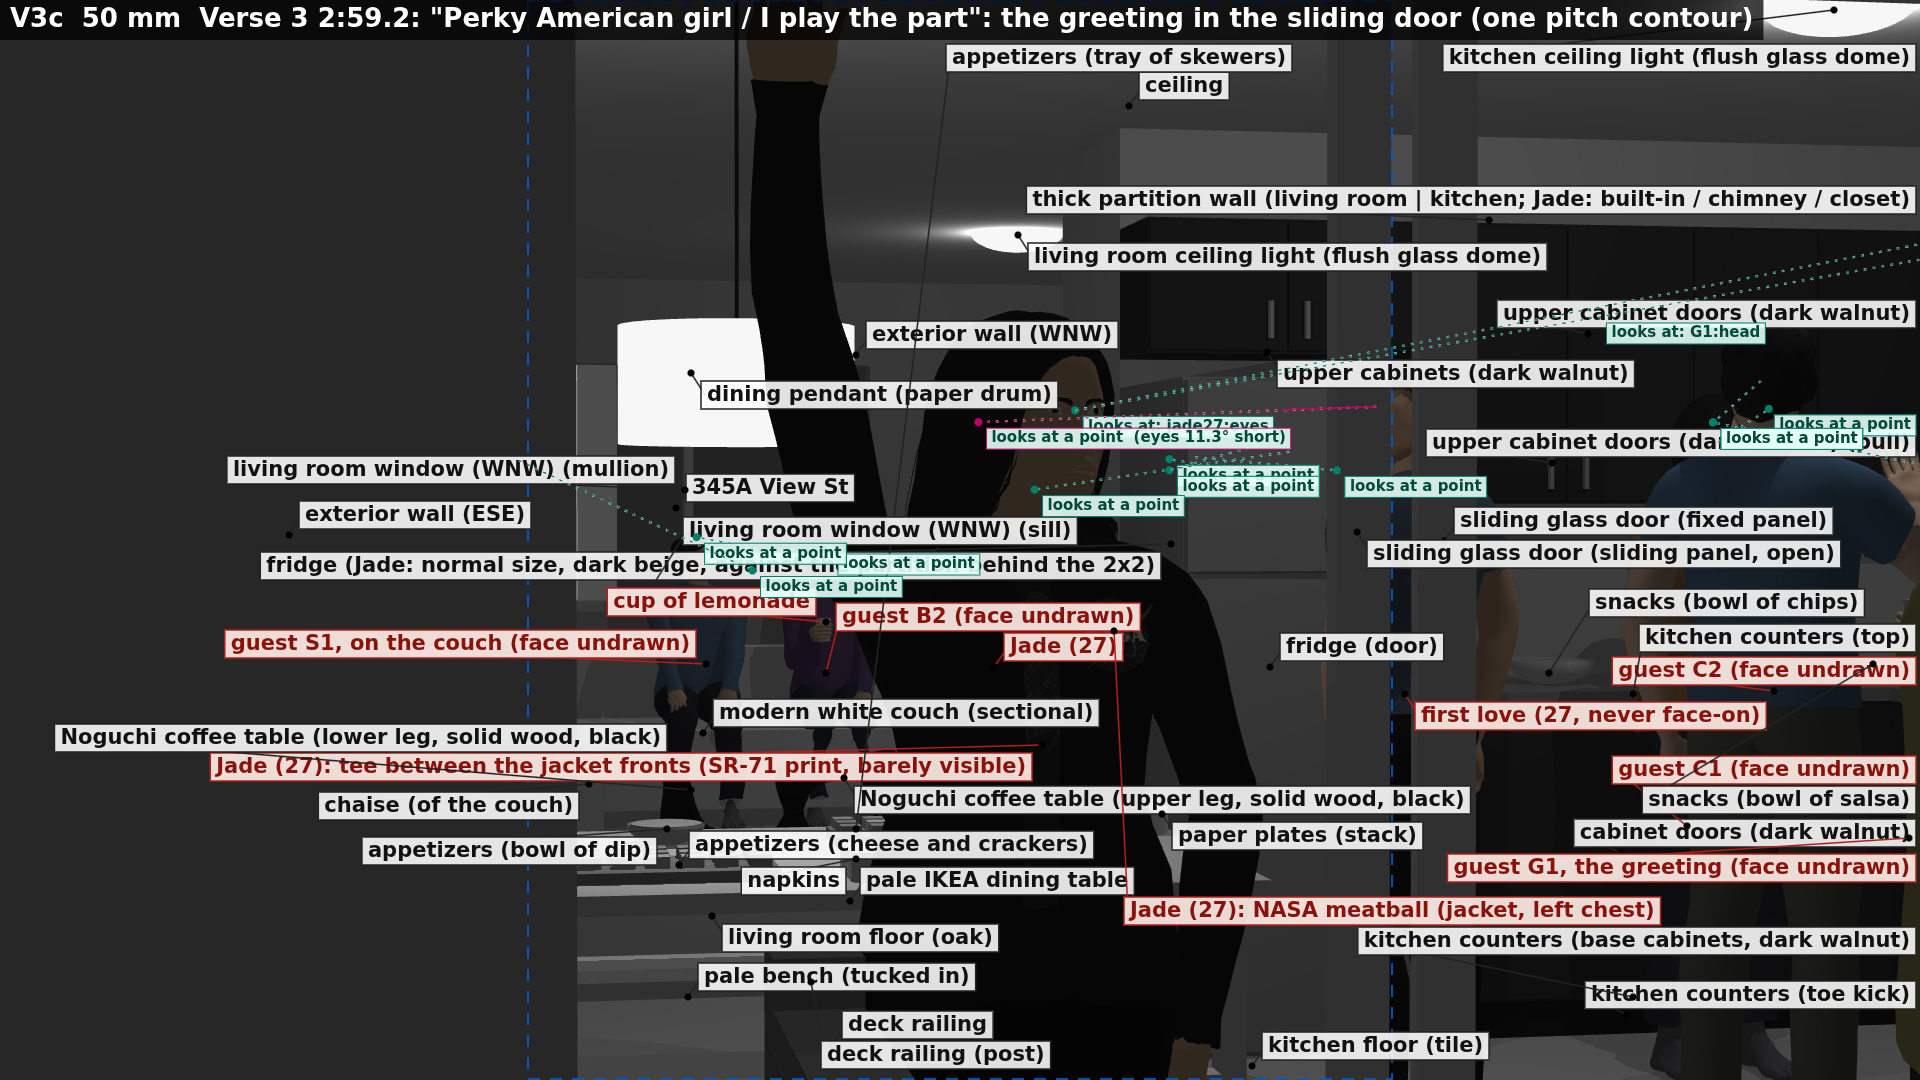 V3c  50 mm  Verse 3 2:59.2: "Perky American girl / I play the part": the greeting in the sliding door (one pitch contour)
appetizers (tray of skewers)
kitchen ceiling light (flush glass dome)
ceiling
thick partition wall (living room | kitchen; Jade: built-in / chimney / closet)
living room ceiling light (flush glass dome)
upper cabinet doors (dark walnut)
looks at: G1:head
exterior wall (WNW)
upper cabinets (dark walnut)
dining pendant (paper drum)
looks at: jade27:eyes
looks at a point
looks at a point  (eyes 11.3° short)
looks at a point
upper cabinet doors
living room window (WNW) (mullion)
looks at a point
looks at a point
looks at a point
345A View St
looks at a point
exterior wall (ESE)
sliding glass door (fixed panel)
living room window (WNW) (sill)
sliding glass door (sliding panel, open)
looks at a point
looks at a point
fridge (Jade: normal size, dark beige, against the behind the 2x2)
looks at a point
cup of lemonade
snacks (bowl of chips)
guest B2 (face undrawn)
guest S1, on the couch (face undrawn)
Jade (27)
fridge (door)
kitchen counters (top)
guest C2 (face undrawn)
modern white couch (sectional)
first love (27, never face-on)
Noguchi coffee table (lower leg, solid wood, black)
Jade (27): tee between the jacket fronts (SR-71 print, barely visible)
guest C1 (face undrawn)
chaise (of the couch)
Noguchi coffee table (upper leg, solid wood, black)
snacks (bowl of salsa)
paper plates (stack)
cabinet doors (dark walnut)
appetizers (bowl of dip)
appetizers (cheese and crackers)
guest G1, the greeting (face undrawn)
napkins
pale IKEA dining table
Jade (27): NASA meatball (jacket, left chest)
living room floor (oak)
kitchen counters (base cabinets, dark walnut)
pale bench (tucked in)
kitchen counters (toe kick)
deck railing
kitchen floor (tile)
deck railing (post)